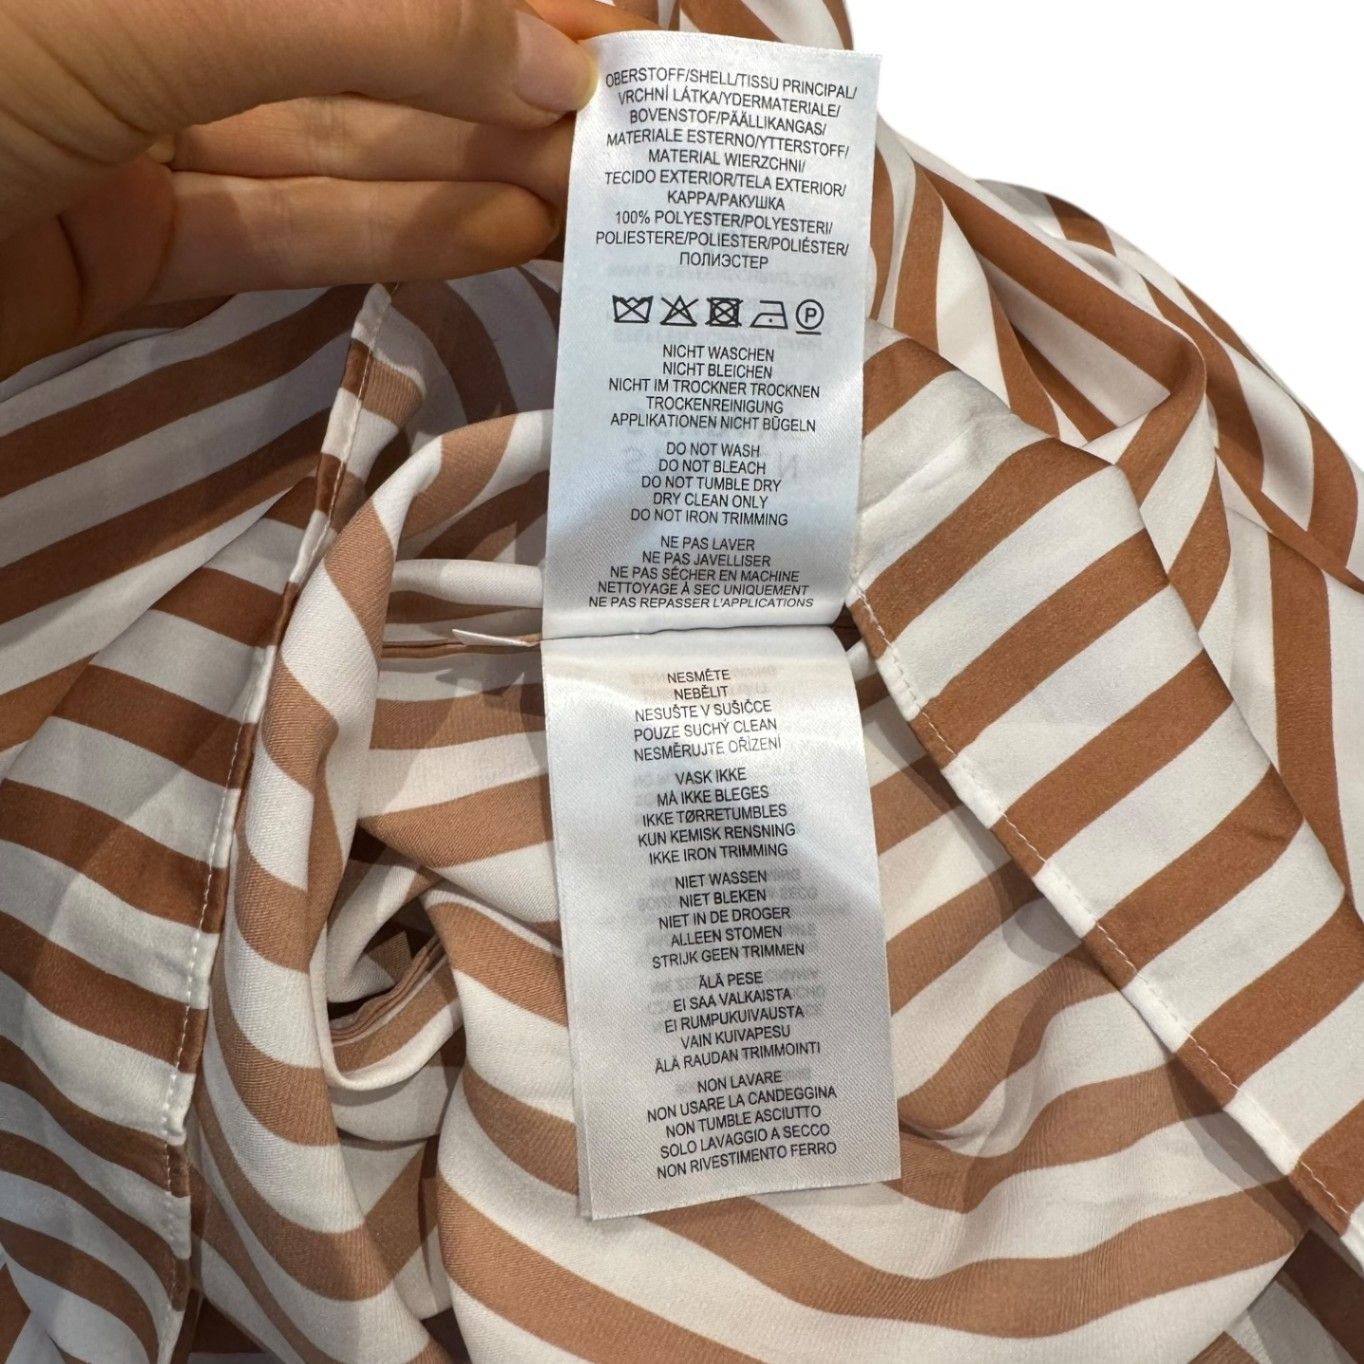 OBERSTOFF/SHELL/TISSU PRINCIPAL/
VRCHNÍ LÁTKA/YDERMATERIALE/
BOVENSTOF/PÄÄLLIKANGAS/
MATERIALE ESTERNO/YTTERSTOFF/
MATERIAL WIERZCHNI/
TECIDO EXTERIOR/TELA EXTERIOR/
KAPPA/РАКУШКА
100% POLYESTER/POLYESTERI/
POLIESTERE/POLIESTER/POLIÉSTER/
ПОЛИЭСТЕР
P
NICHT WASCHEN
NICHT BLEICHEN
NICHT IM TROCKNER TROCKNEN
TROCKENREINIGUNG
APPLIKATIONEN NICHT BÜGELN
DO NOT WASH
DO NOT BLEACH
DO NOT TUMBLE DRY
DRY CLEAN ONLY
DO NOT IRON TRIMMING
NE PAS LAVER
NE PAS JAVELLISER
NE PAS SÉCHER EN MACHINE
NETTOYAGE À SEC UNIQUEMENT
NE PAS REPASSER L'APPLICATIONS
NESMĚTE
NEBĚLIT
NESUŠTE V SUŠIČCE
POUZE SUCHÝ CLEAN
NESMĚRUJTE OŘÍZENÍ
VASK IKKE
MÅ IKKE BLEGES
IKKE TØRRETUMBLES
KUN KEMISK RENSNING
IKKE IRON TRIMMING
NIET WASSEN
NIET BLEKEN
NIET IN DE DROGER
ALLEEN STOMEN
STRIJK GEEN TRIMMEN
ÄLÄ PESE
EI SAA VALKAISTA
EI RUMPUKUIVAUSTA
VAIN KUIVAPESU
ÄLÄ RAUDAN TRIMMOINTI
NON LAVARE
NON USARE LA CANDEGGINA
NON TUMBLE ASCIUTTO
SOLO LAVAGGIO A SECCO
NON RIVESTIMENTO FERRO